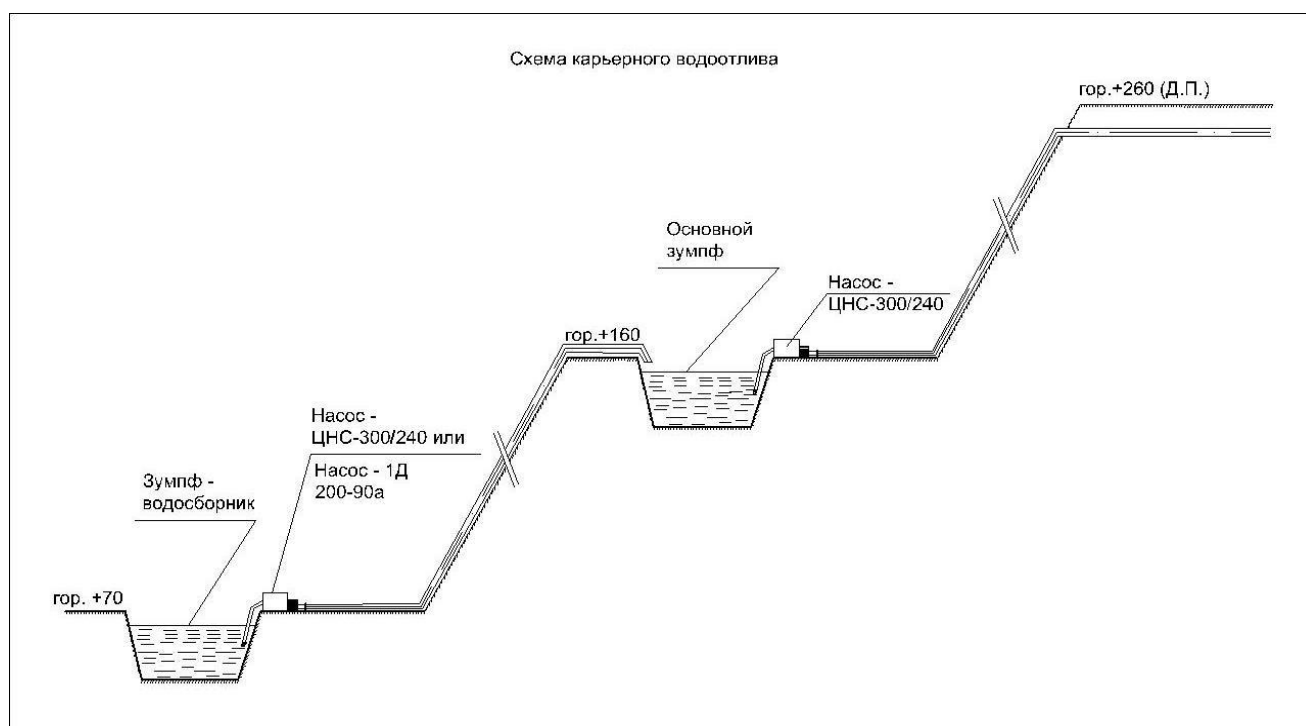 Схема карьерного водоотлива
гор.+260 (Д.П.)
Основной
зумпф
Насос -
ЦНС-300/240
гор.+160
Насос -
ЦНС-300/240 или
Насос - 1Д
200-90а
Зумпф -
водосборник
гор. +70